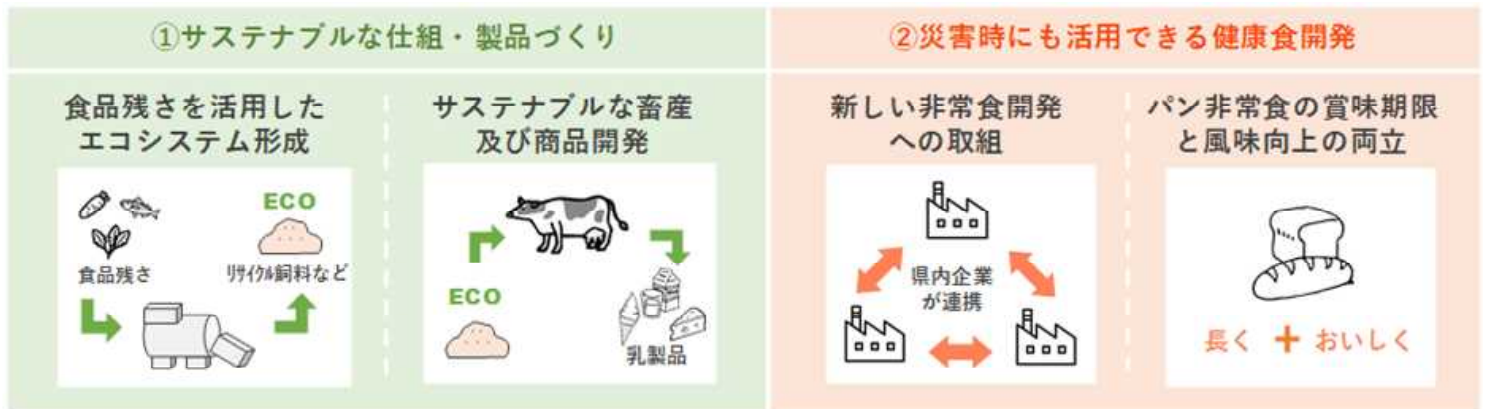 ①サステナブルな仕組・製品づくり
②災害時にも活用できる健康食開発
食品残さを活用した
エコシステム形成
食品残さ
ECO
リサイクル飼料など
サステナブルな畜産
及び商品開発
ECO
乳製品
新しい非常食開発
への取組
県内企業
が連携
パン非常食の賞味期限
と風味向上の両立
長く + おいしく